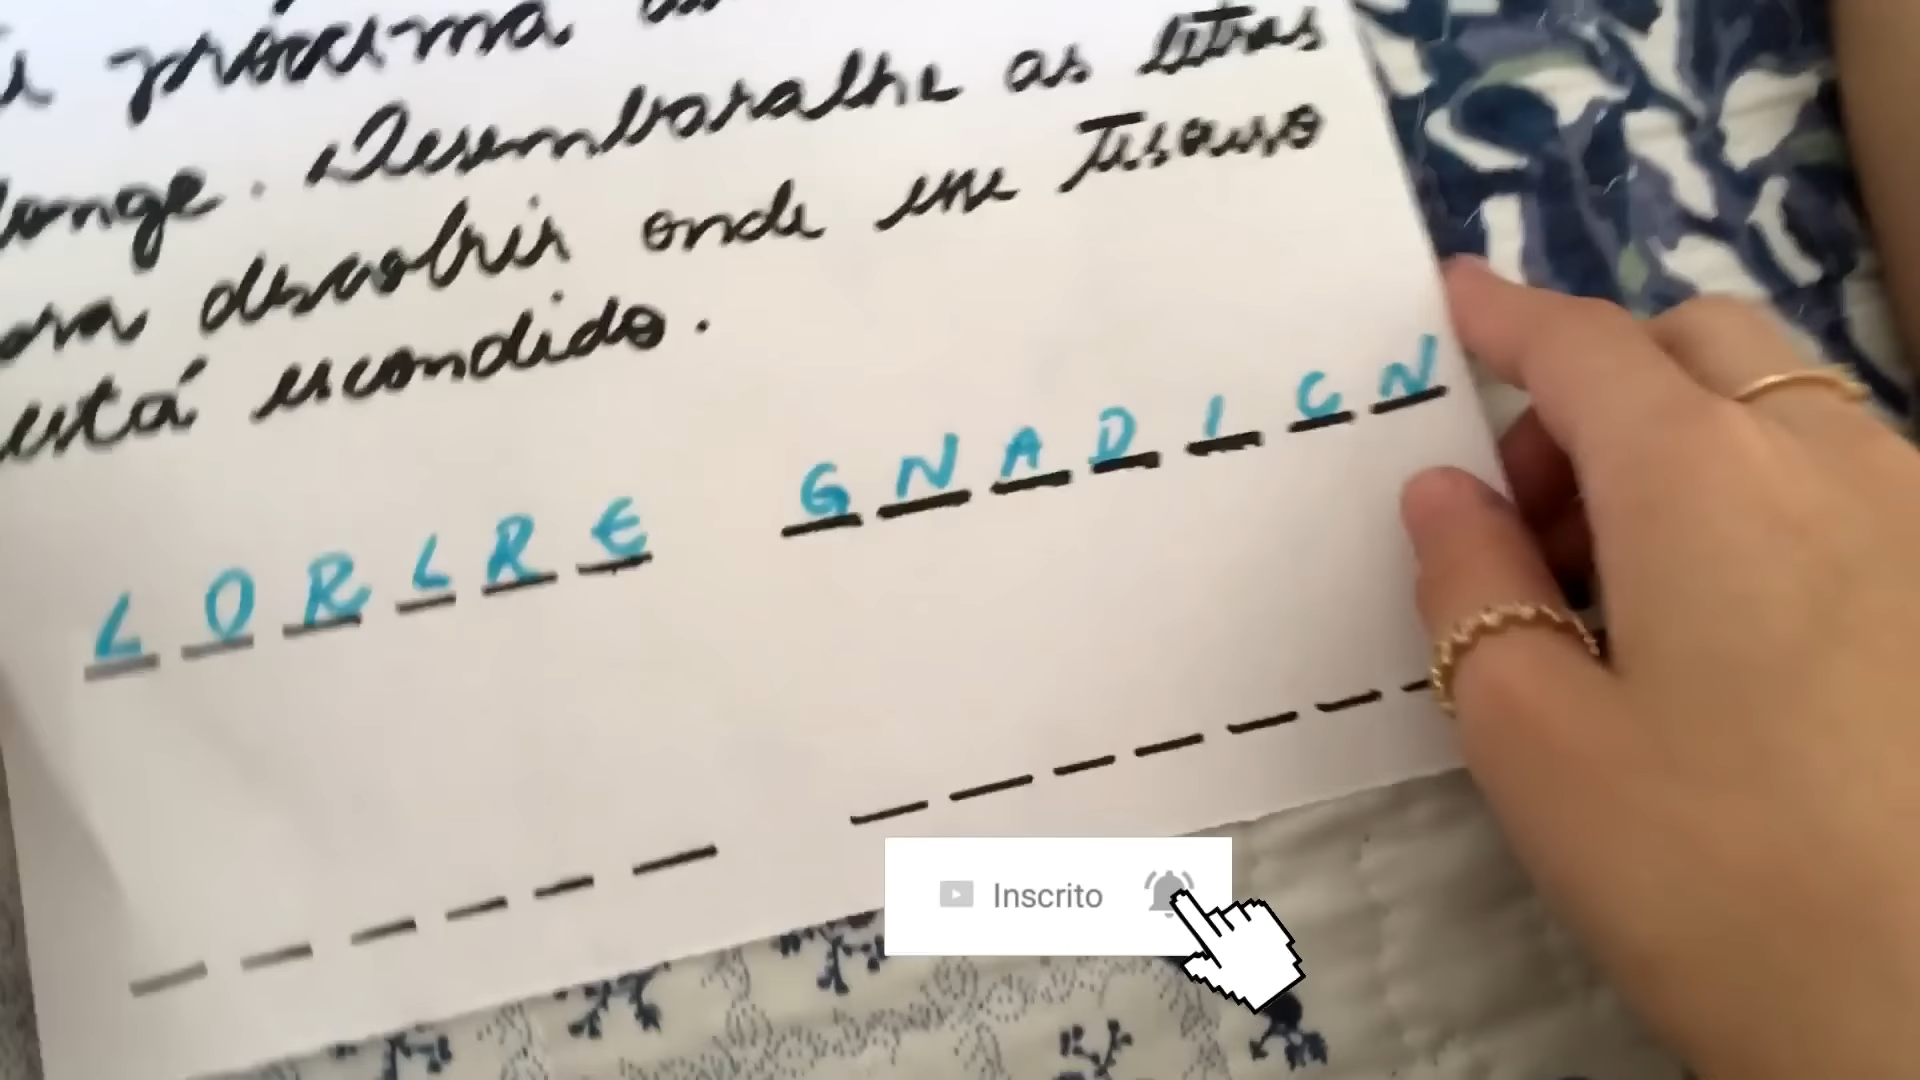 próxima
longe. Desembaralhe as letras
descobrir onde seu tesouro
está escondido.
L O R L R E G N A D I C N
Inscrito